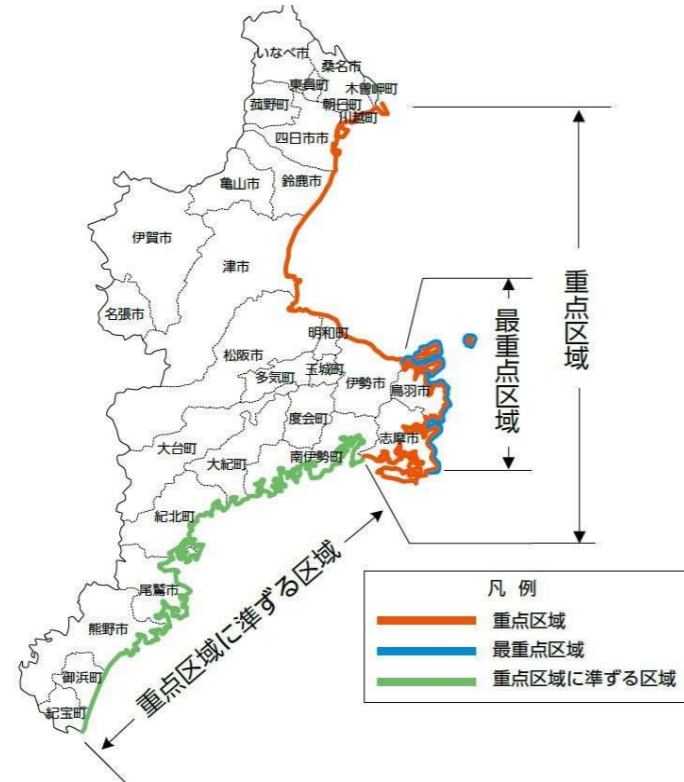 いなべ市
桑名市
東員町
木曽岬町
菰野町
朝日町
川越町
四日市市
亀山市
鈴鹿市
伊賀市
津市
名張市
明和町
松阪市
玉城町
多気町
伊勢市
鳥羽市
度会町
志摩市
大台町
大紀町
南伊勢町
紀北町
尾鷲市
熊野市
御浜町
紀宝町
最重点区域
重点区域
重点区域に準ずる区域
凡 例
重点区域
最重点区域
重点区域に準ずる区域